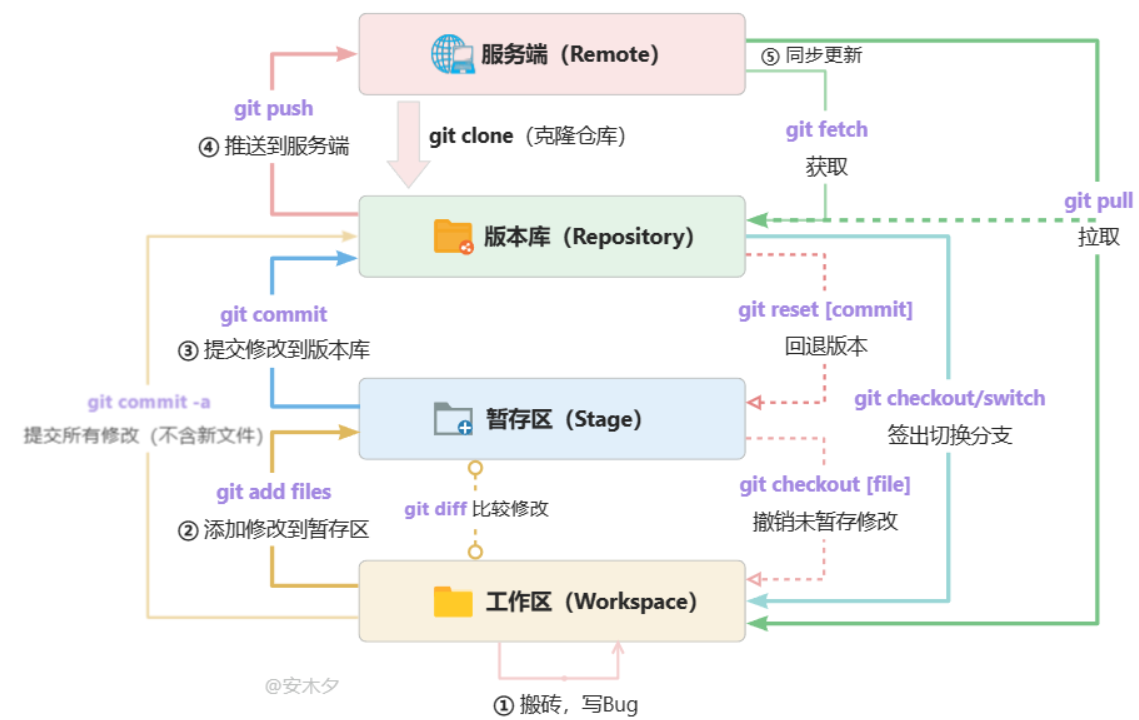 服务端（Remote）
⑤ 同步更新
git push
④ 推送到服务端
git clone（克隆仓库）
git fetch
获取
git pull
拉取
版本库（Repository）
git commit
③ 提交修改到版本库
git reset [commit]
回退版本
git commit -a
提交所有修改（不含新文件）
暂存区（Stage）
git checkout/switch
签出切换分支
git add files
② 添加修改到暂存区
git diff 比较修改
git checkout [file]
撤销未暂存修改
工作区（Workspace）
@安木夕
① 搬砖，写Bug